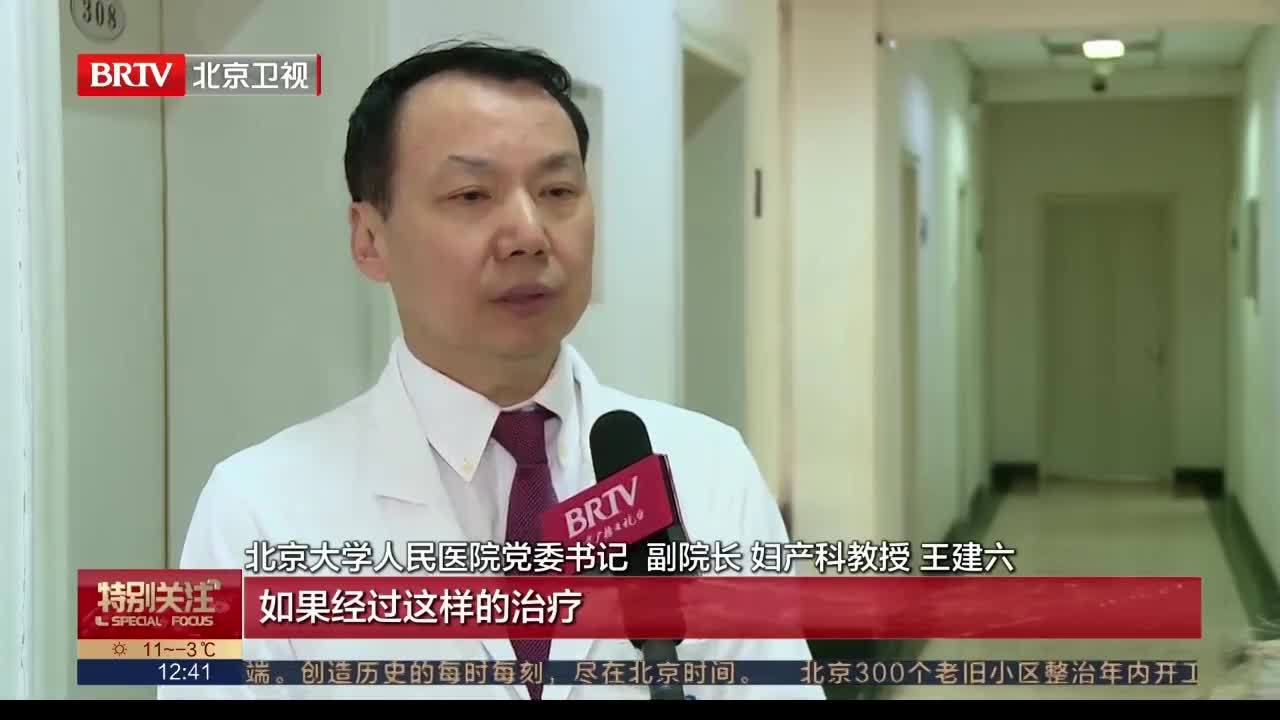 308
BRTV 北京卫视
BRTV
北京大学人民医院党委书记 副院长 妇产科教授 王建六
特别关注
SPECIAL FOCUS
如果经过这样的治疗
11~-3℃
12:41
端。创造历史的每时每刻，尽在北京时间。 北京300个老旧小区整治年内开工